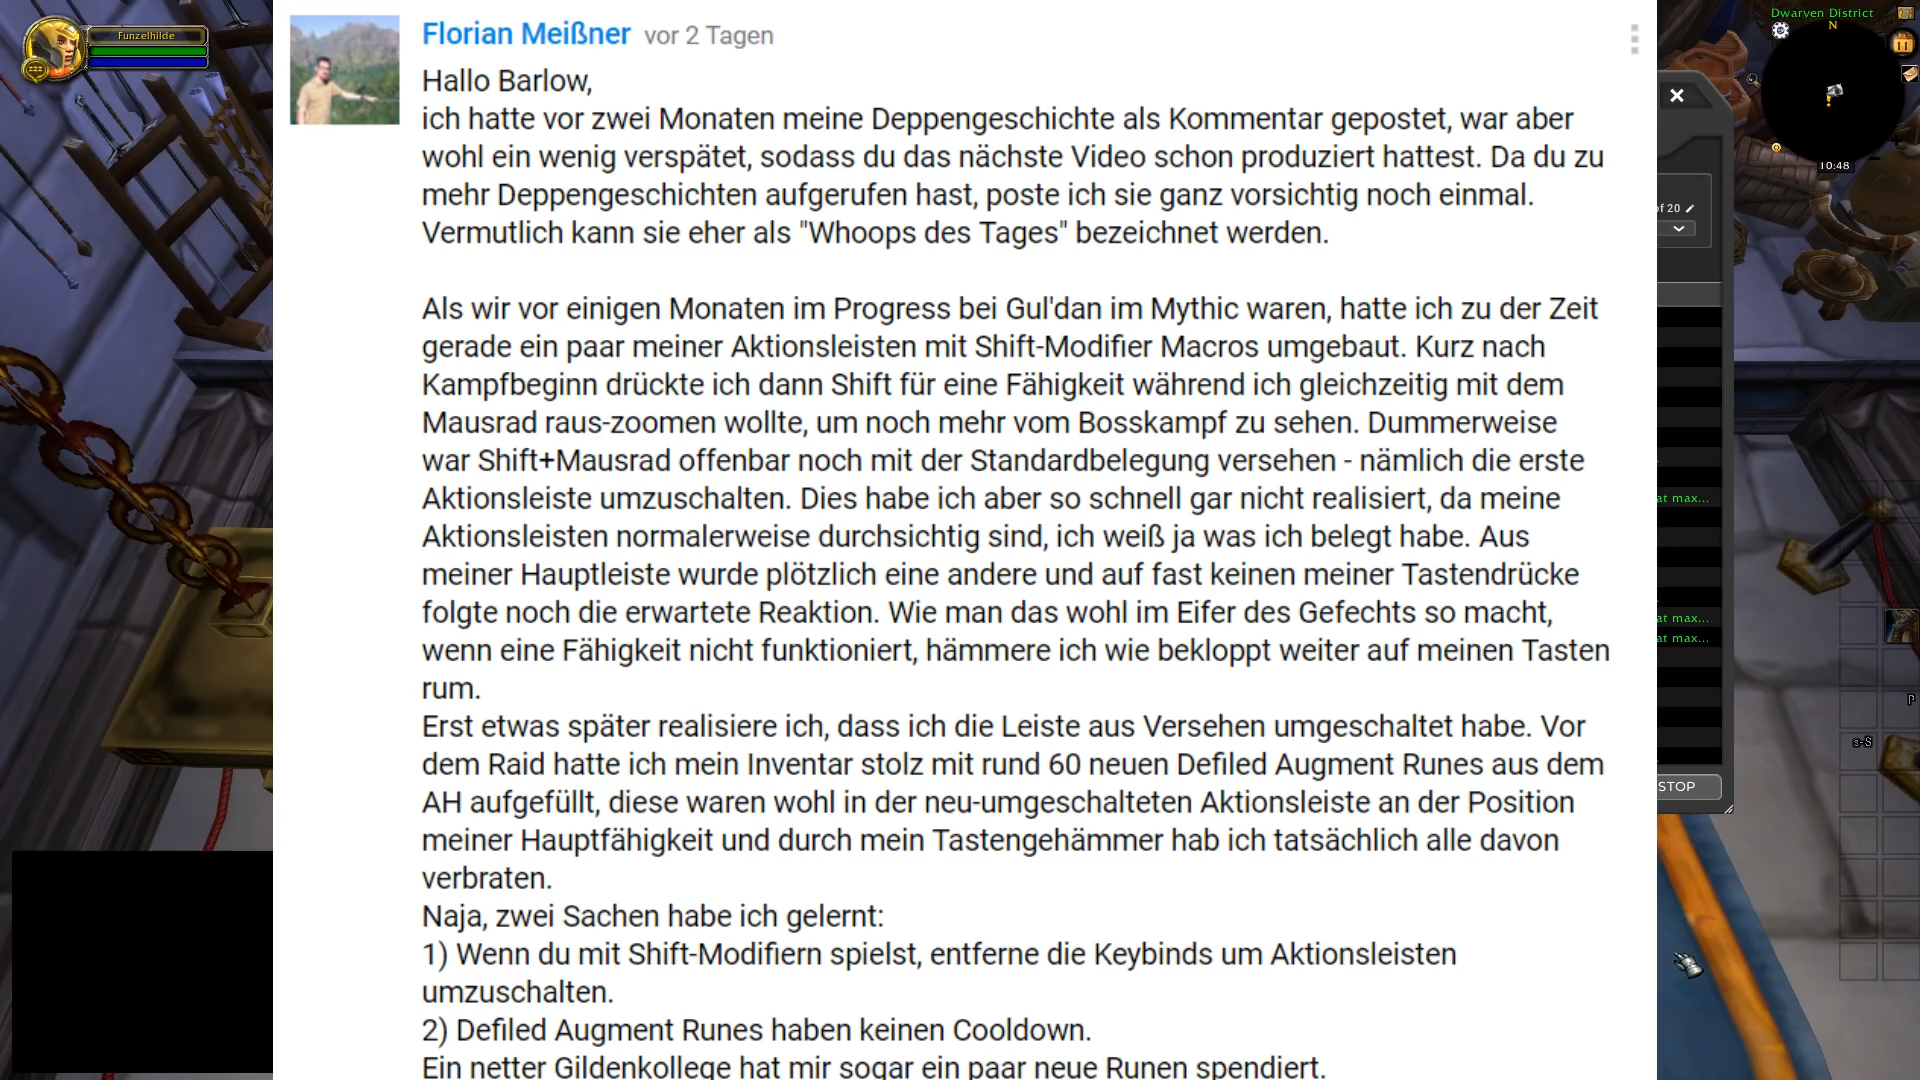 Funzelhilde
Florian Meißner vor 2 Tagen
Hallo Barlow,
ich hatte vor zwei Monaten meine Deppengeschichte als Kommentar gepostet, war aber
wohl ein wenig verspätet, sodass du das nächste Video schon produziert hattest. Da du zu
mehr Deppengeschichten aufgerufen hast, poste ich sie ganz vorsichtig noch einmal.
Vermutlich kann sie eher als "Whoops des Tages" bezeichnet werden.
Als wir vor einigen Monaten im Progress bei Gul'dan im Mythic waren, hatte ich zu der Zeit
gerade ein paar meiner Aktionsleisten mit Shift-Modifier Macros umgebaut. Kurz nach
Kampfbeginn drückte ich dann Shift für eine Fähigkeit während ich gleichzeitig mit dem
Mausrad raus-zoomen wollte, um noch mehr vom Bosskampf zu sehen. Dummerweise
war Shift+Mausrad offenbar noch mit der Standardbelegung versehen - nämlich die erste
Aktionsleiste umzuschalten. Dies habe ich aber so schnell gar nicht realisiert, da meine
Aktionsleisten normalerweise durchsichtig sind, ich weiß ja was ich belegt habe. Aus
meiner Hauptleiste wurde plötzlich eine andere und auf fast keinen meiner Tastendrücke
folgte noch die erwartete Reaktion. Wie man das wohl im Eifer des Gefechts so macht,
wenn eine Fähigkeit nicht funktioniert, hämmere ich wie bekloppt weiter auf meinen Tasten
rum.
Erst etwas später realisiere ich, dass ich die Leiste aus Versehen umgeschaltet habe. Vor
dem Raid hatte ich mein Inventar stolz mit rund 60 neuen Defiled Augment Runes aus dem
AH aufgefüllt, diese waren wohl in der neu-umgeschalteten Aktionsleiste an der Position
meiner Hauptfähigkeit und durch mein Tastengehämmer hab ich tatsächlich alle davon
verbraten.
Naja, zwei Sachen habe ich gelernt:
1) Wenn du mit Shift-Modifiern spielst, entferne die Keybinds um Aktionsleisten
umzuschalten.
2) Defiled Augment Runes haben keinen Cooldown.
Ein netter Gildenkollege hat mir sogar ein paar neue Runen spendiert.
Dwarven District
N
11
10:48
of 20
at max...
at max...
at max...
P
s-S
STOP